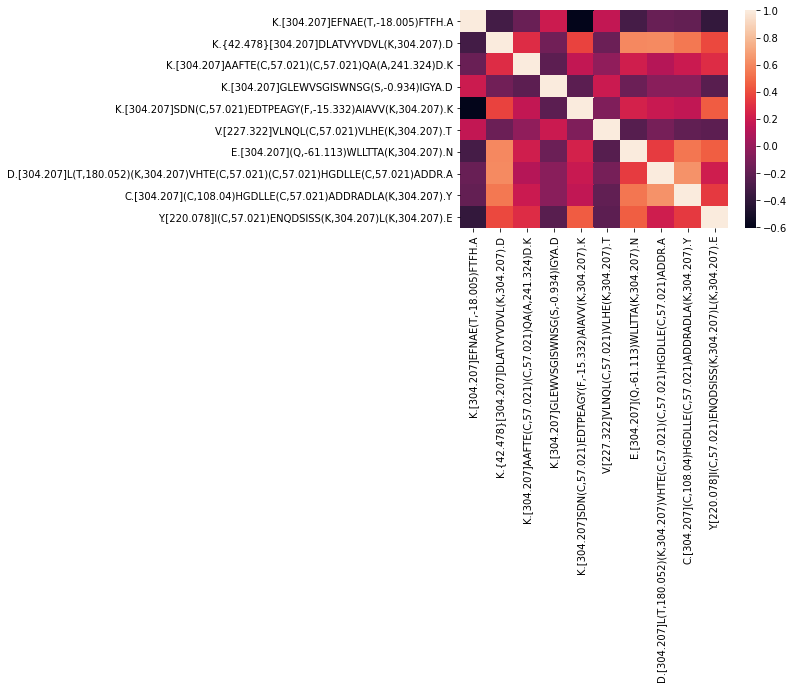 K.[304.207]EFNAE(T,-18.005)FTFH.A
K.{42.478}[304.207]DLATVYVDVL(K,304.207).D
K.[304.207]AAFTE(C,57.021)(C,57.021)QA(A,241.324)D.K
K.[304.207]GLEWVSGISWNSG(S,-0.934)IGYA.D
K.[304.207]SDN(C,57.021)EDTPEAGY(F,-15.332)AIAVV(K,304.207).K
V.[227.322]VLNQL(C,57.021)VLHE(K,304.207).T
E.[304.207](Q,-61.113)WLLTTA(K,304.207).N
D.[304.207]L(T,180.052)(K,304.207)VHTE(C,57.021)(C,57.021)HGDLLE(C,57.021)ADDR.A
C.[304.207](C,108.04)HGDLLE(C,57.021)ADDRADLA(K,304.207).Y
Y.[220.078]I(C,57.021)ENQDSISS(K,304.207)L(K,304.207).E
1.0
0.8
0.6
0.4
0.2
0.0
−0.2
−0.4
−0.6
K.[304.207]EFNAE(T,-18.005)FTFH.A
K.{42.478}[304.207]DLATVYVDVL(K,304.207).D
K.[304.207]AAFTE(C,57.021)(C,57.021)QA(A,241.324)D.K
K.[304.207]GLEWVSGISWNSG(S,-0.934)IGYA.D
K.[304.207]SDN(C,57.021)EDTPEAGY(F,-15.332)AIAVV(K,304.207).K
V.[227.322]VLNQL(C,57.021)VLHE(K,304.207).T
E.[304.207](Q,-61.113)WLLTTA(K,304.207).N
D.[304.207]L(T,180.052)(K,304.207)VHTE(C,57.021)(C,57.021)HGDLLE(C,57.021)ADDR.A
C.[304.207](C,108.04)HGDLLE(C,57.021)ADDRADLA(K,304.207).Y
Y.[220.078]I(C,57.021)ENQDSISS(K,304.207)L(K,304.207).E